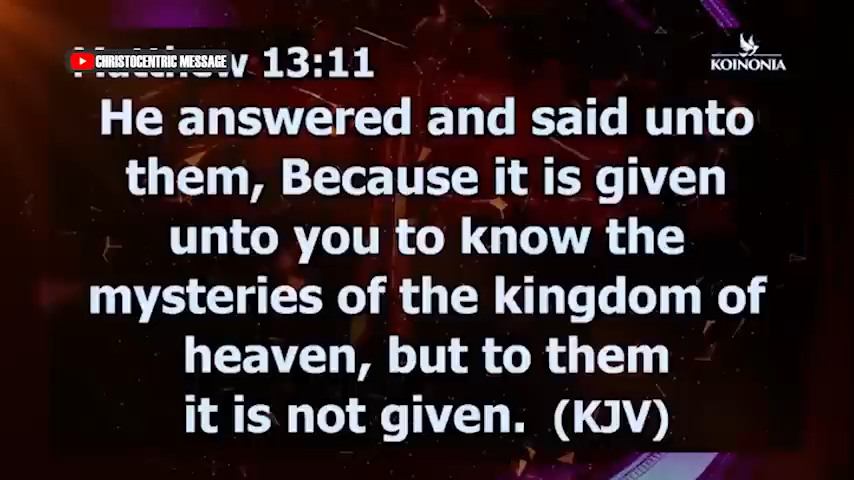 CHRISTOCENTRIC MESSAGE
KOINONIA
Matthew 13:11
He answered and said unto
them, Because it is given
unto you to know the
mysteries of the kingdom of
heaven, but to them
it is not given. (KJV)